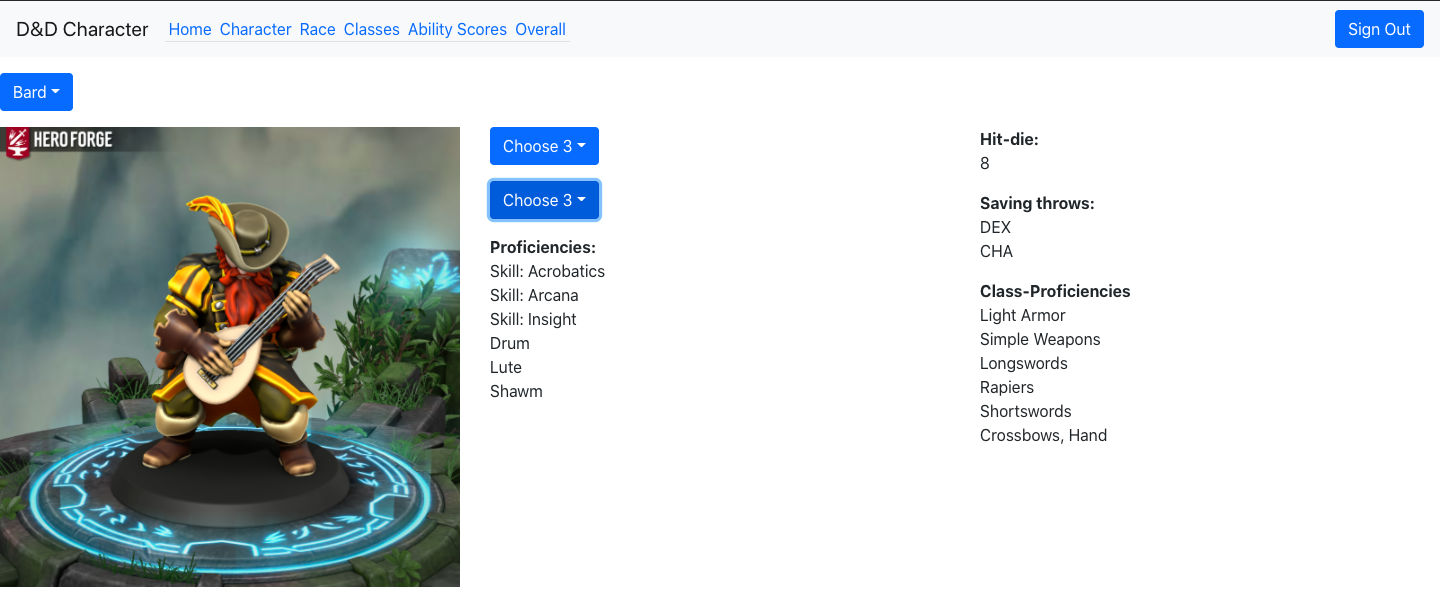 D&D Character Home Character Race Classes Ability Scores Overall Sign Out
Bard
HERO FORGE
Choose 3
Choose 3
Proficiencies:
Skill: Acrobatics
Skill: Arcana
Skill: Insight
Drum
Lute
Shawm
Hit-die:
8
Saving throws:
DEX
CHA
Class-Proficiencies
Light Armor
Simple Weapons
Longswords
Rapiers
Shortswords
Crossbows, Hand